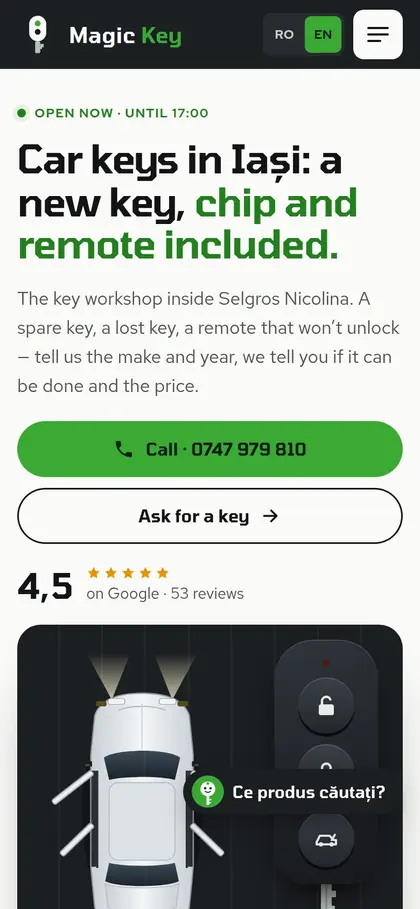 Magic Key
RO EN
OPEN NOW · UNTIL 17:00
Car keys in Iași: a
new key, chip and
remote included.
The key workshop inside Selgros Nicolina. A
spare key, a lost key, a remote that won’t unlock
— tell us the make and year, we tell you if it can
be done and the price.
Call · 0747 979 810
Ask for a key →
4,5
on Google · 53 reviews
Ce produs căutați?